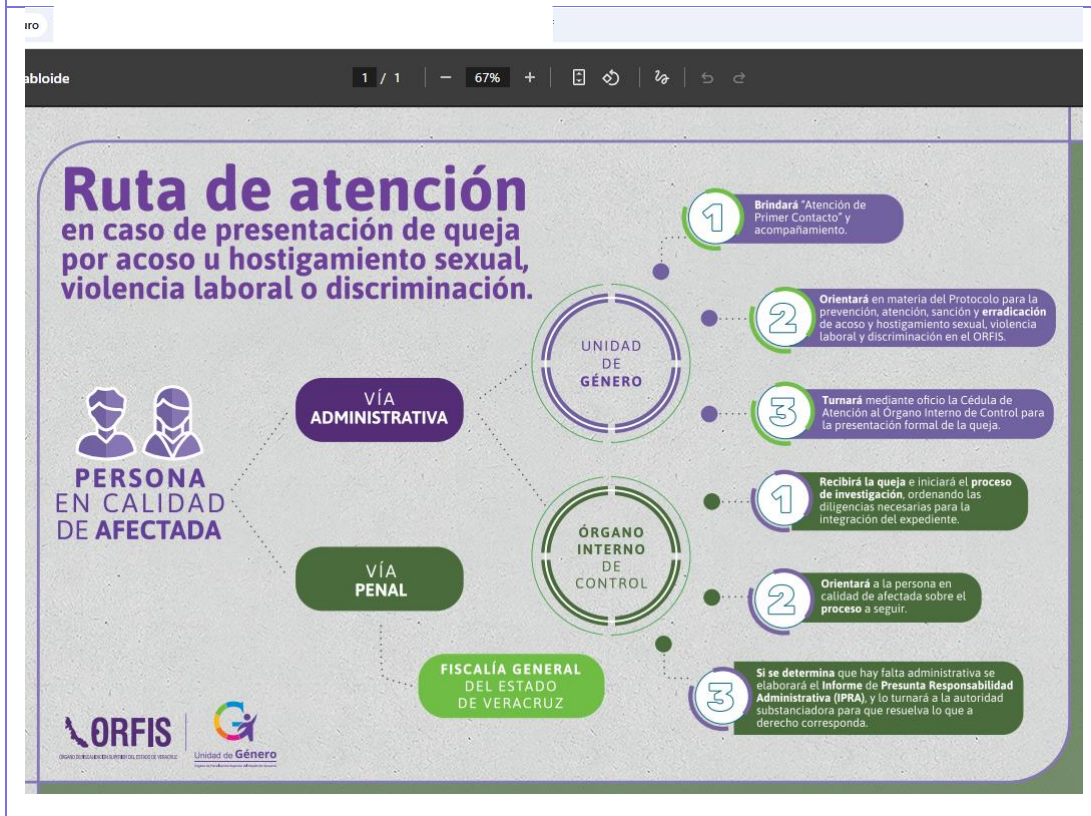 uro
abloide
1 / 1
67%
Ruta de atención
en caso de presentación de queja
por acoso u hostigamiento sexual,
violencia laboral o discriminación.
PERSONA
EN CALIDAD
DE AFECTADA
VÍA
ADMINISTRATIVA
VÍA
PENAL
FISCALÍA GENERAL
DEL ESTADO
DE VERACRUZ
UNIDAD
DE
GÉNERO
1
Brindará “Atención de
Primer Contacto” y
acompañamiento.
2
Orientará en materia del Protocolo para la
prevención, atención, sanción y erradicación
de acoso y hostigamiento sexual, violencia
laboral y discriminación en el ORFIS.
3
Turnará mediante oficio la Cédula de
Atención al Órgano Interno de Control para
la presentación formal de la queja.
ÓRGANO
INTERNO
DE
CONTROL
1
Recibirá la queja e iniciará el proceso
de investigación, ordenando las
diligencias necesarias para la
integración del expediente.
2
Orientará a la persona en
calidad de afectada sobre el
proceso a seguir.
3
Si se determina que hay falta administrativa se
elaborará el Informe de Presunta Responsabilidad
Administrativa (IPRA), y lo turnará a la autoridad
substanciadora para que resuelva lo que a
derecho corresponda.
ORFIS
ÓRGANO DE FISCALIZACIÓN SUPERIOR DEL ESTADO DE VERACRUZ
Unidad de Género